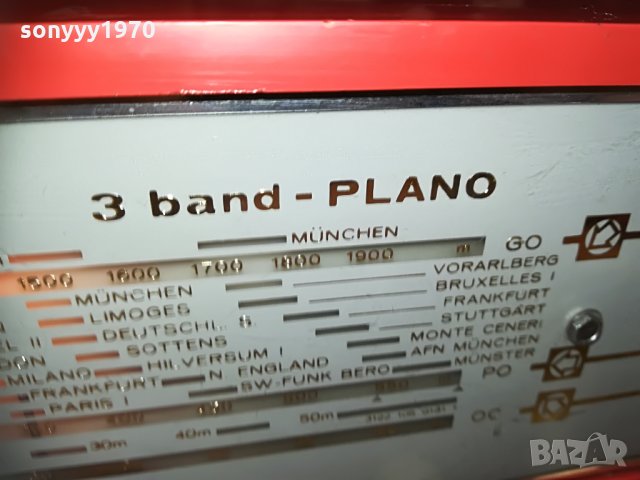 sonyyy1970
3 band - PLANO
MÜNCHEN
1500 1600 1700 1800 1900 m GO
VORARLBERG
MÜNCHEN BRUXELLES I
LIMOGES FRANKFURT
DEUTSCHL. S STUTTGART
SOTTENS MONTE CENERI
MILANO HILVERSUM I AFN MÜNCHEN
FRANKFURT N. ENGLAND MÜNSTER
PARIS I SW-FUNK BERO PO
30m 40m 50m OC
BAZAR